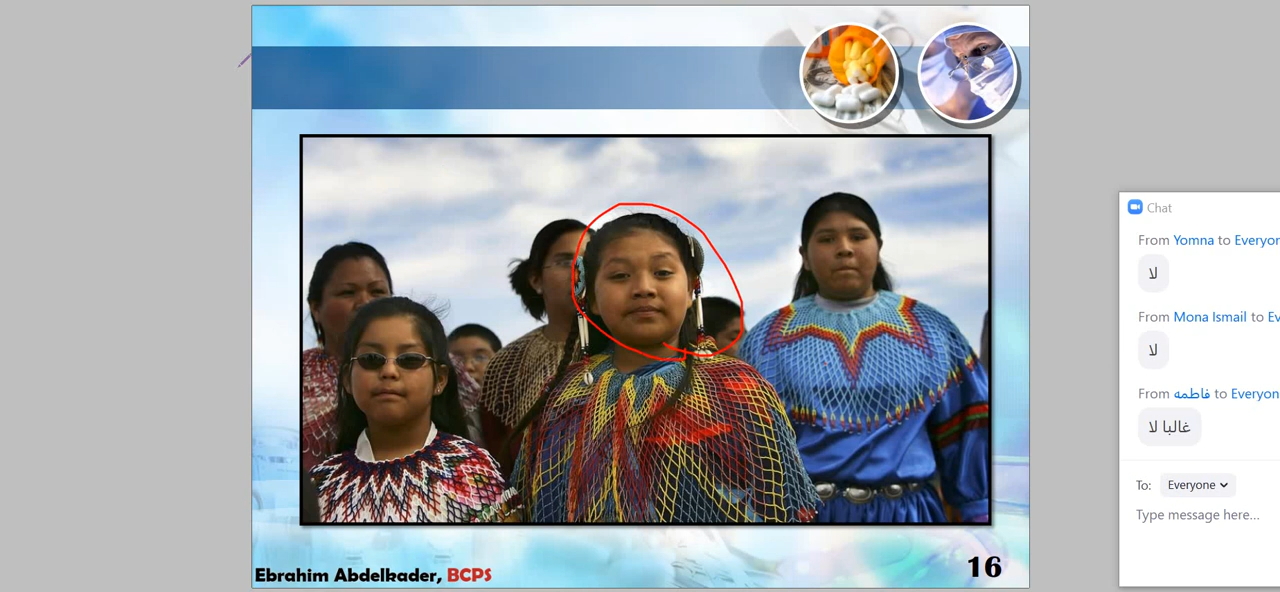 Ebrahim Abdelkader, BCPS
16
Chat
From Yomna to Everyon
لا
From Mona Ismail to Ev
لا
From فاطمه to Everyon
غالبا لا
To: Everyone
Type message here...